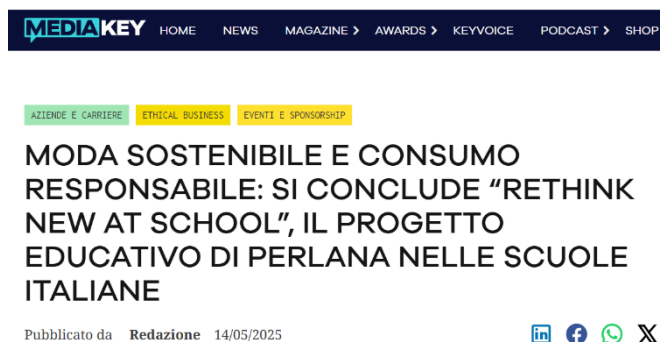 MEDIAKEY HOME NEWS MAGAZINE AWARDS KEYVOICE PODCAST SHOP
AZIENDE E CARRIERE ETHICAL BUSINESS EVENTI E SPONSORSHIP
MODA SOSTENIBILE E CONSUMO
RESPONSABILE: SI CONCLUDE “RETHINK
NEW AT SCHOOL”, IL PROGETTO
EDUCATIVO DI PERLANA NELLE SCUOLE
ITALIANE
Pubblicato da Redazione 14/05/2025